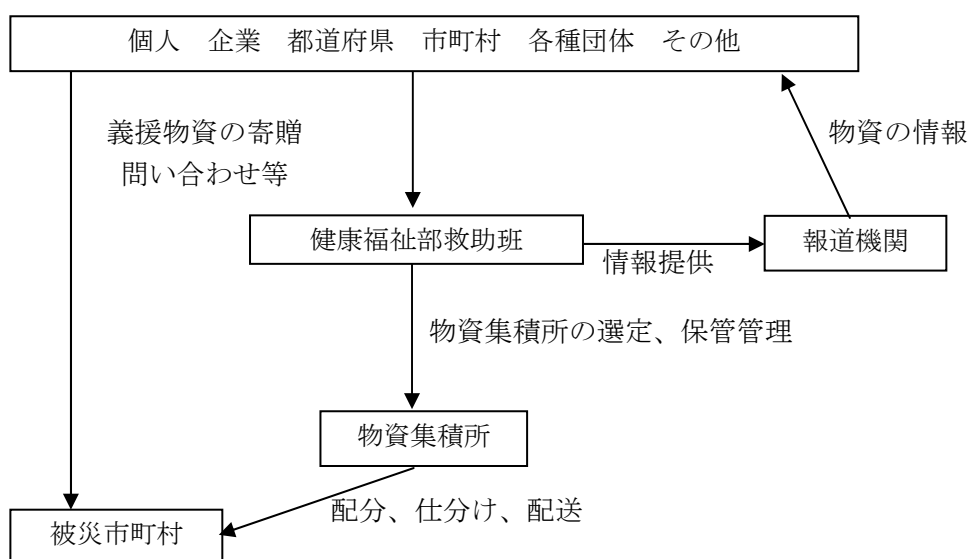 個人　企業　都道府県　市町村　各種団体　その他
義援物資の寄贈
問い合わせ等
物資の情報
健康福祉部救助班
報道機関
情報提供
物資集積所の選定、保管管理
物資集積所
配分、仕分け、配送
被災市町村